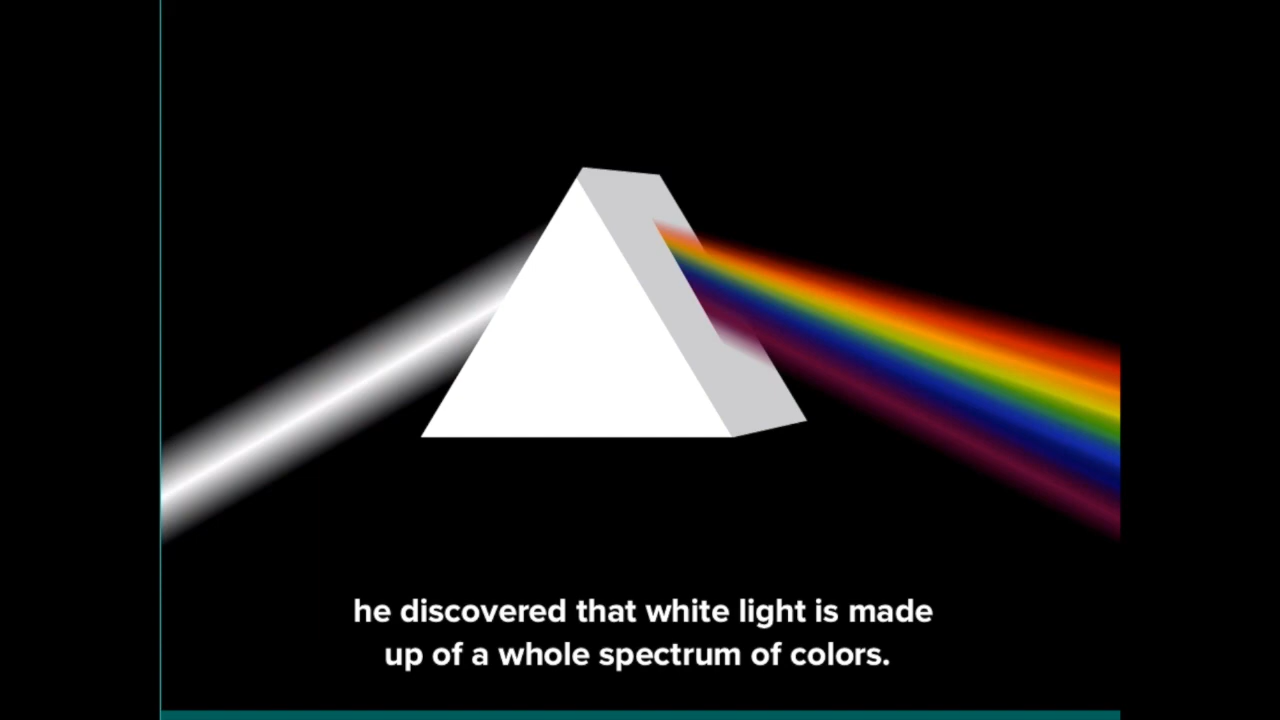 he discovered that white light is made
up of a whole spectrum of colors.